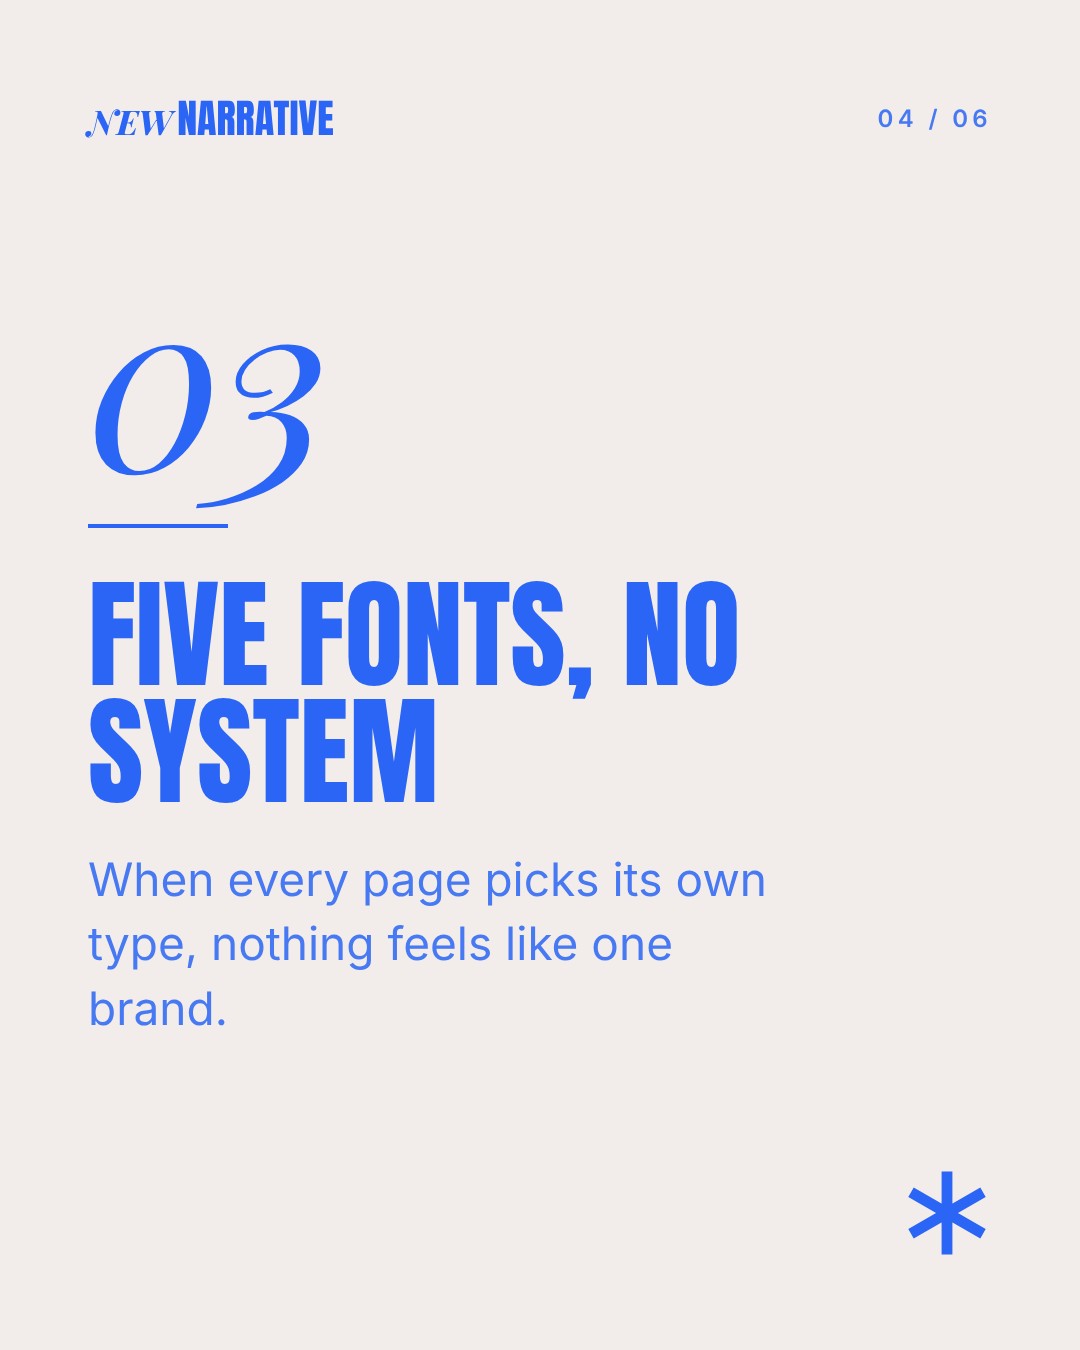 NEW NARRATIVE
04 / 06
03
FIVE FONTS, NO
SYSTEM
When every page picks its own
type, nothing feels like one
brand.